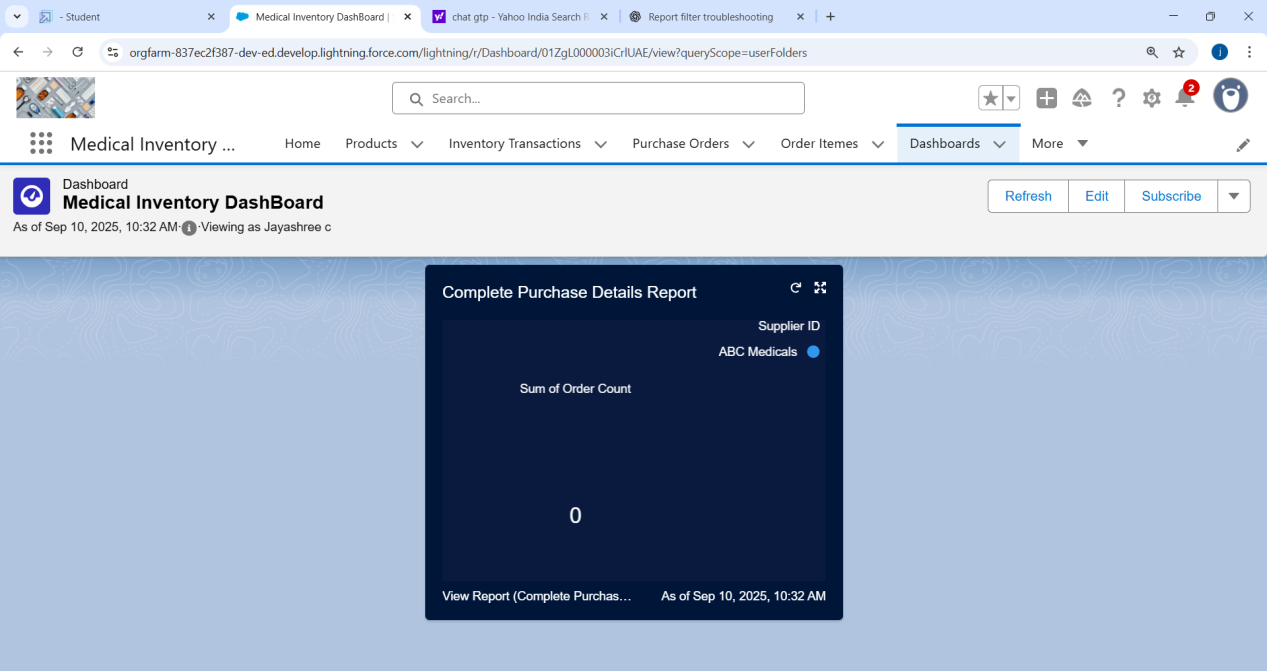 - Student
Medical Inventory DashBoard |
chat gtp - Yahoo India Search R
Report filter troubleshooting
orgfarm-837ec2f387-dev-ed.develop.lightning.force.com/lightning/r/Dashboard/01ZgL000003iCrlUAE/view?queryScope=userFolders
i
Search...
2
Medical Inventory ...
Home
Products
Inventory Transactions
Purchase Orders
Order Itemes
Dashboards
More
Dashboard
Medical Inventory DashBoard
As of Sep 10, 2025, 10:32 AM·Viewing as Jayashree c
Refresh
Edit
Subscribe
Complete Purchase Details Report
Supplier ID
ABC Medicals
Sum of Order Count
0
View Report (Complete Purchas...
As of Sep 10, 2025, 10:32 AM